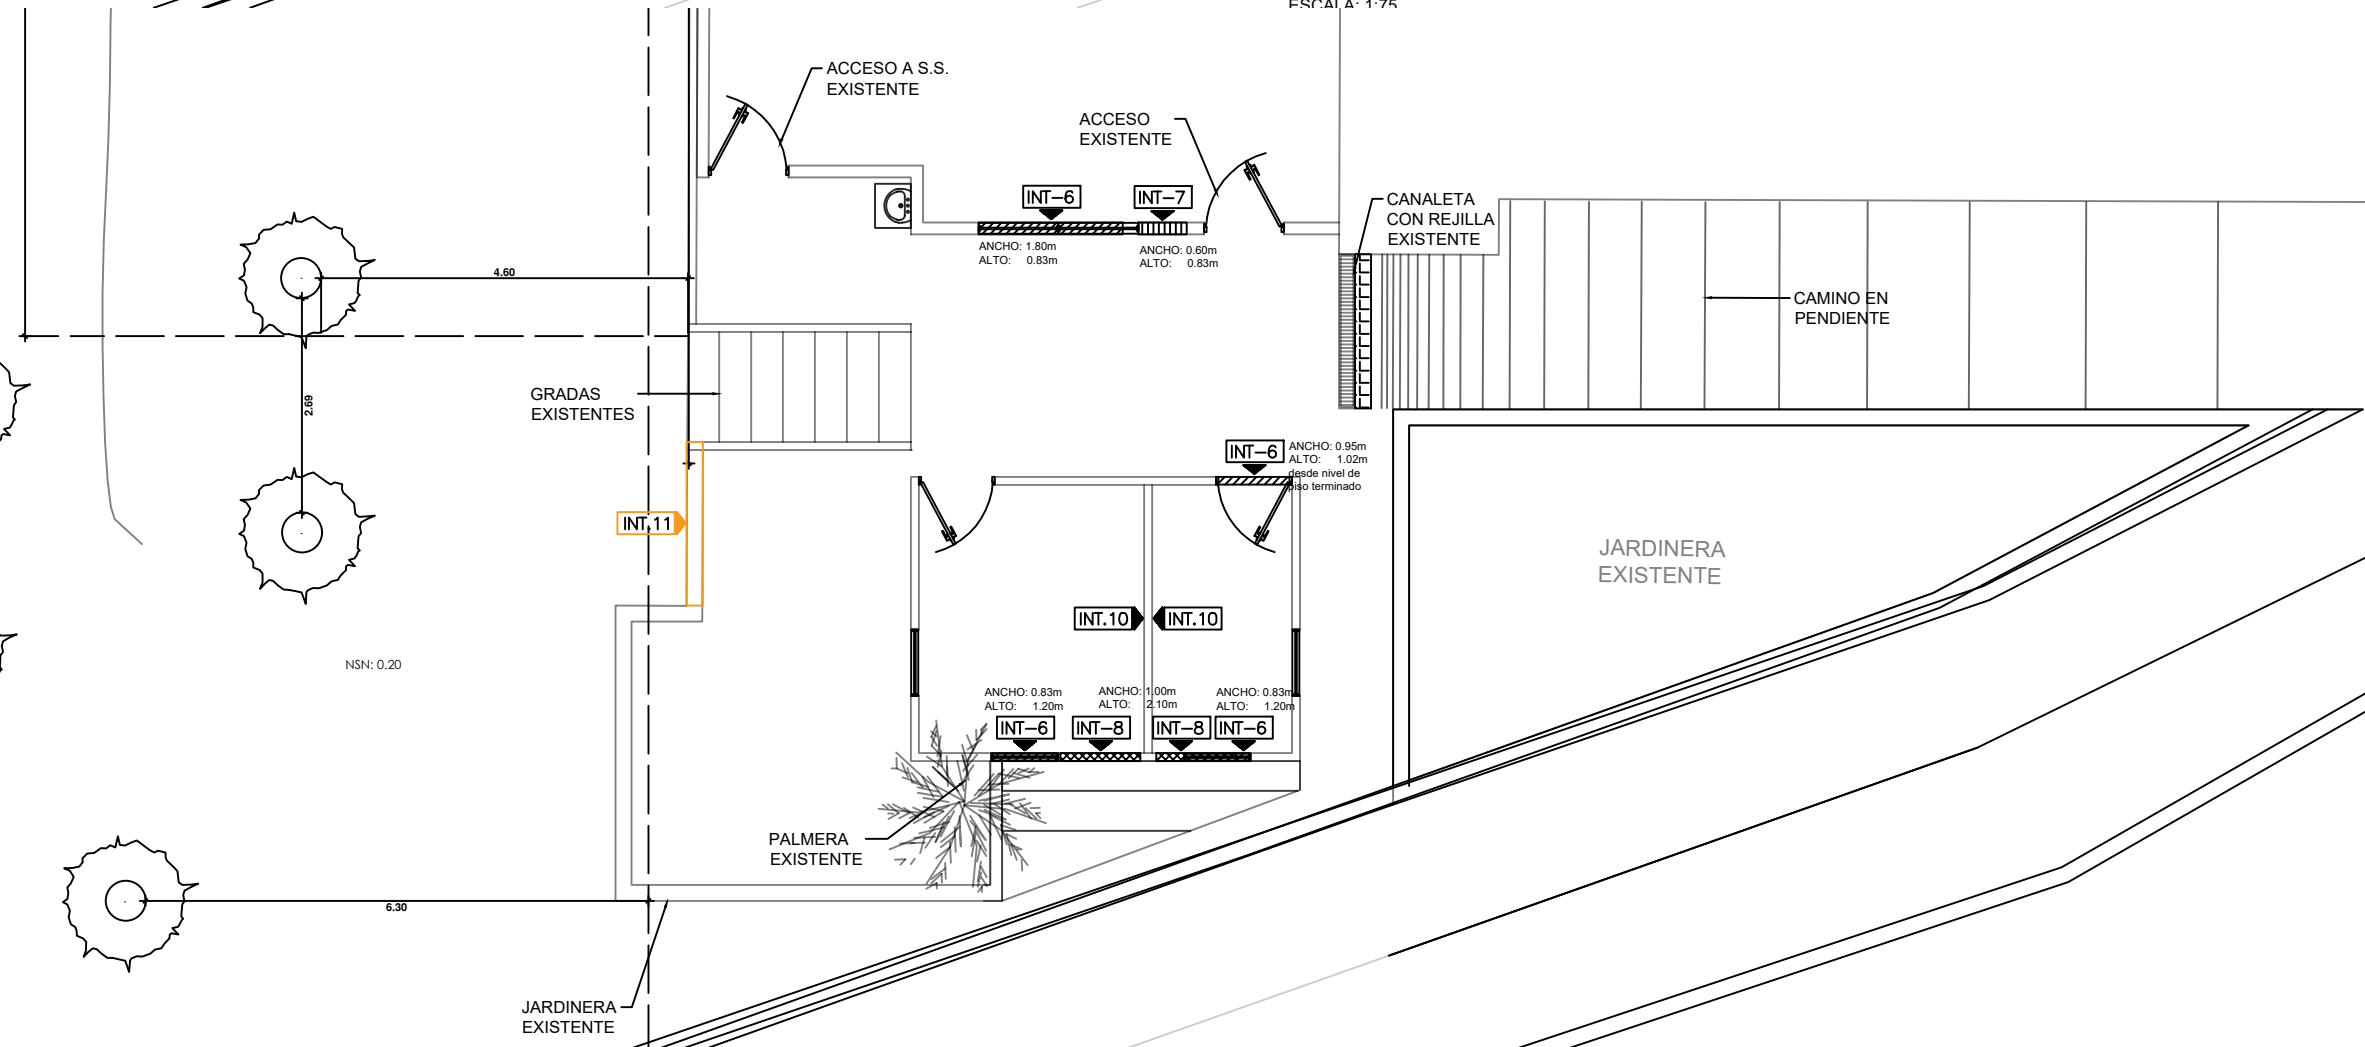 ESCALA: 1:75
ACCESO A S.S.
EXISTENTE
ACCESO
EXISTENTE
INT-6
INT-7
ANCHO: 1.80m
ALTO: 0.83m
ANCHO: 0.60m
ALTO: 0.83m
CANALETA
CON REJILLA
EXISTENTE
4.60
CAMINO EN
PENDIENTE
2.69
GRADAS
EXISTENTES
INT-6
ANCHO: 0.95m
ALTO: 1.02m
desde nivel de
piso terminado
INT.11
JARDINERA
EXISTENTE
INT.10
INT.10
NSN: 0.20
ANCHO: 0.83m
ALTO: 1.20m
ANCHO: 1.00m
ALTO: 2.10m
ANCHO: 0.83m
ALTO: 1.20m
INT-6
INT-8
INT-8
INT-6
PALMERA
EXISTENTE
6.30
JARDINERA
EXISTENTE